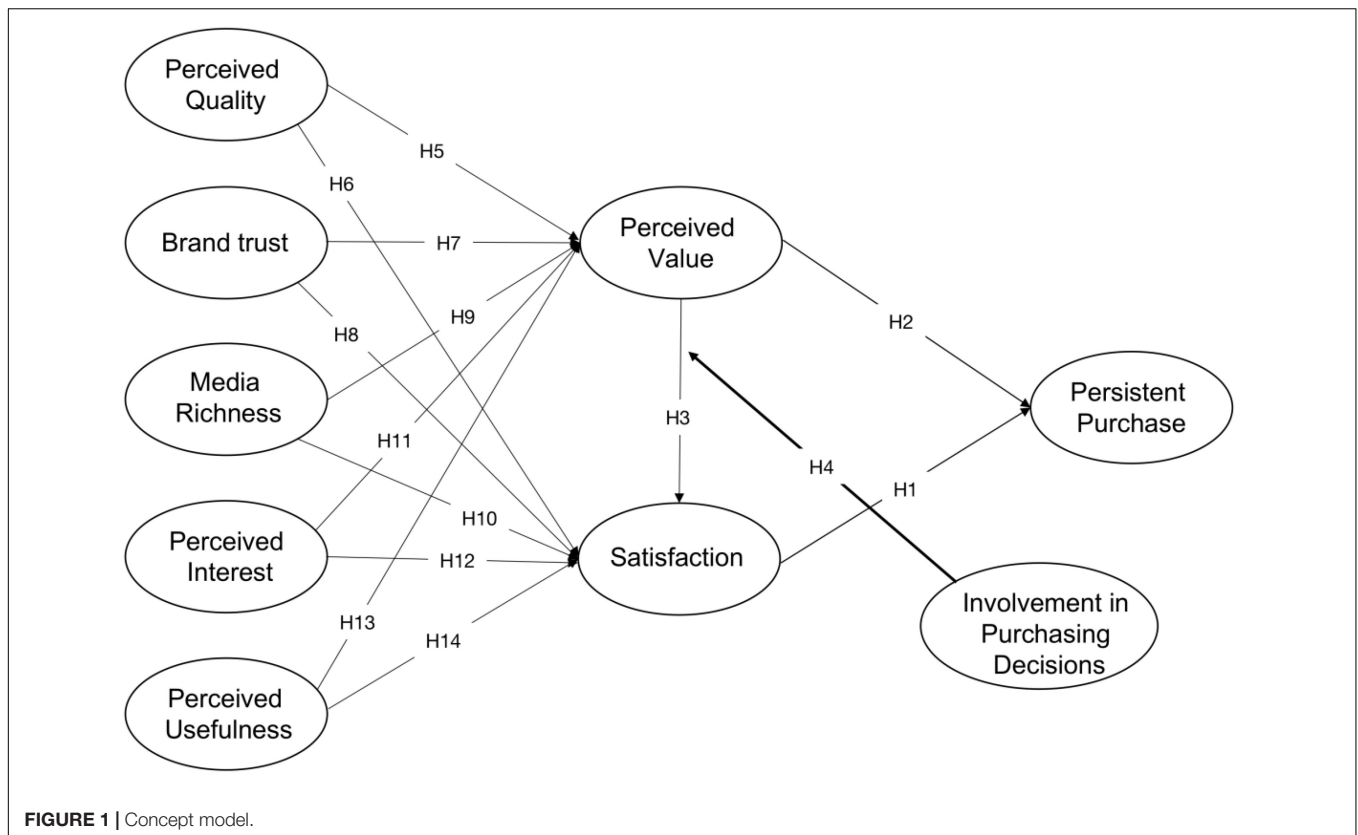 Perceived
Quality
H5
H6
Brand trust
H7
Perceived
Value
H8
H9
H2
Media
Richness
H11
H3
H4
Persistent
Purchase
H10
H1
Perceived
Interest
H12
Satisfaction
H13
H14
Involvement in
Purchasing
Decisions
Perceived
Usefulness
FIGURE 1 | Concept model.